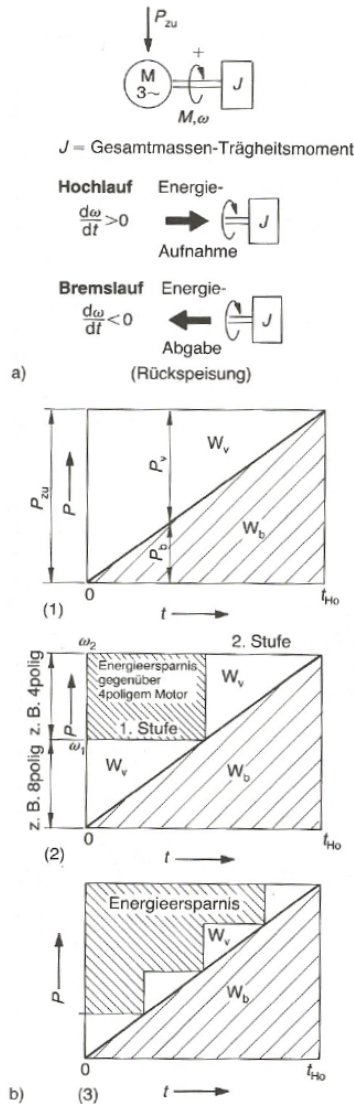 P_zu
+
M
3~
J
M,ω
J = Gesamtmassen-Trägheitsmoment
Hochlauf Energie-
dω/dt >0
J
Aufnahme
Bremslauf Energie-
dω/dt <0
J
Abgabe
a) (Rückspeisung)
P_zu
P
P_v
W_v
P_b
W_b
(1)
0
t_Ho
t
ω_2
2. Stufe
z. B. 4polig
P
Energieersparnis
gegenüber
4poligem Motor
W_v
1. Stufe
ω_1
z. B. 8polig
W_v
W_b
(2)
0
t_Ho
t
Energieersparnis
P
W_v
W_b
0
t_Ho
b) (3) t